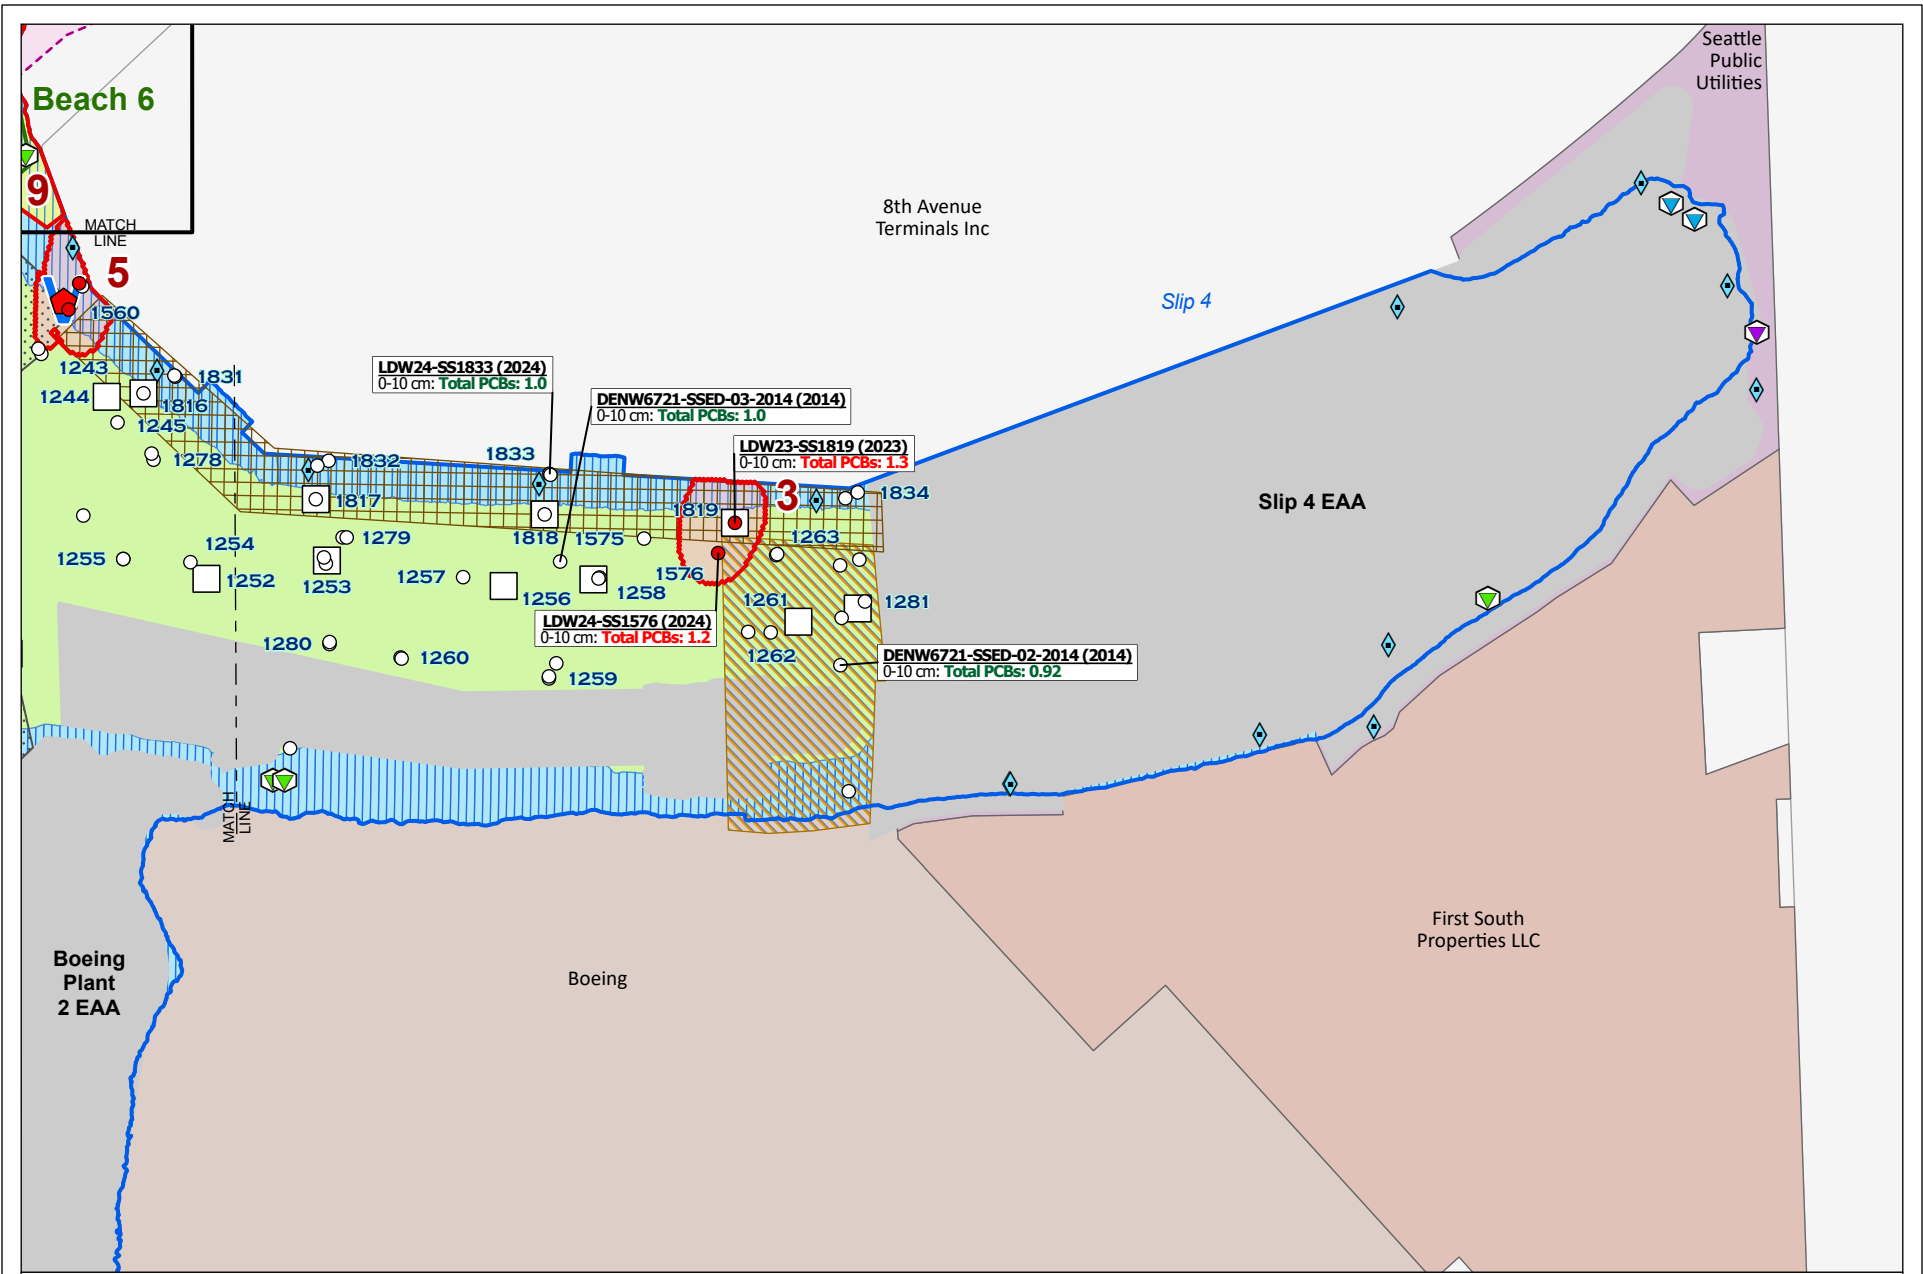 Seattle
Public
Utilities
Beach 6
9
MATCH
LINE
5
8th Avenue
Terminals Inc
Slip 4
1560
1243
1831
1244
1816
1245
1278
LDW24-SS1833 (2024)
0-10 cm: Total PCBs: 1.0
DENW6721-SSED-03-2014 (2014)
0-10 cm: Total PCBs: 1.0
LDW23-SS1819 (2023)
0-10 cm: Total PCBs: 1.3
1833
1832
3
1834
1817
1819
Slip 4 EAA
1279
1818
1575
1263
1254
1255
1252
1253
1257
1256
1258
1576
1261
1281
LDW24-SS1576 (2024)
0-10 cm: Total PCBs: 1.2
1280
1260
1262
DENW6721-SSED-02-2014 (2014)
0-10 cm: Total PCBs: 0.92
1259
MATCH
LINE
First South
Properties LLC
Boeing
Plant
2 EAA
Boeing